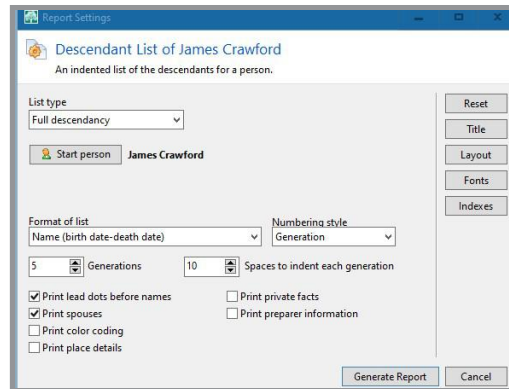 Report Settings
Descendant List of James Crawford
An indented list of the descendants for a person.
List type
Full descendancy
Start person James Crawford
Format of list Numbering style
Name (birth date-death date) Generation
5 Generations 10 Spaces to indent each generation
Print lead dots before names Print private facts
Print spouses Print preparer information
Print color coding
Print place details
Reset
Title
Layout
Fonts
Indexes
Generate Report Cancel